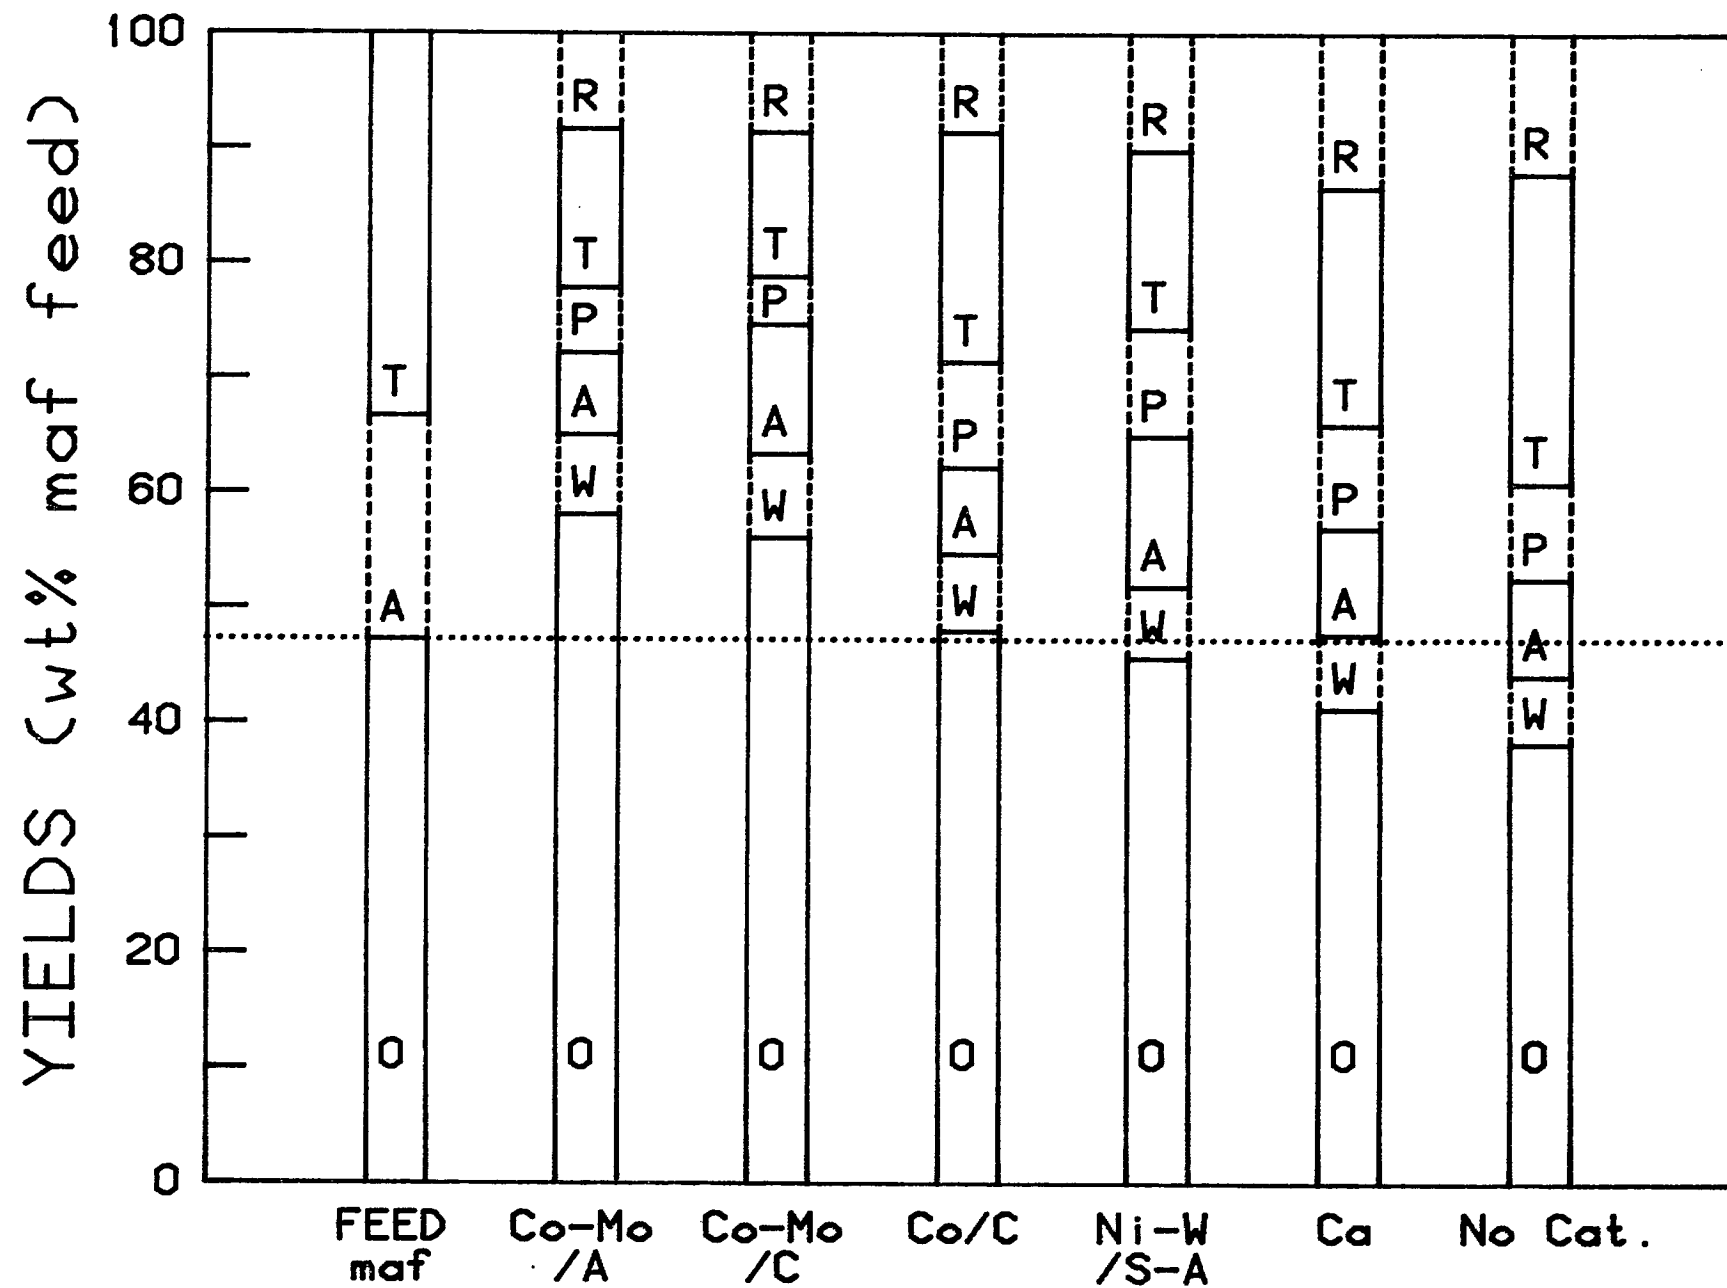 YIELDS (wt% maf feed)
100
80
60
40
20
0
T
A
O
R
T
P
A
W
O
R
T
P
A
W
O
R
T
P
A
W
O
R
T
P
A
W
O
R
T
P
A
W
O
R
T
P
A
W
O
FEED
maf
Co-Mo
/A
Co-Mo
/C
Co/C
Ni-W
/S-A
Ca
No Cat.